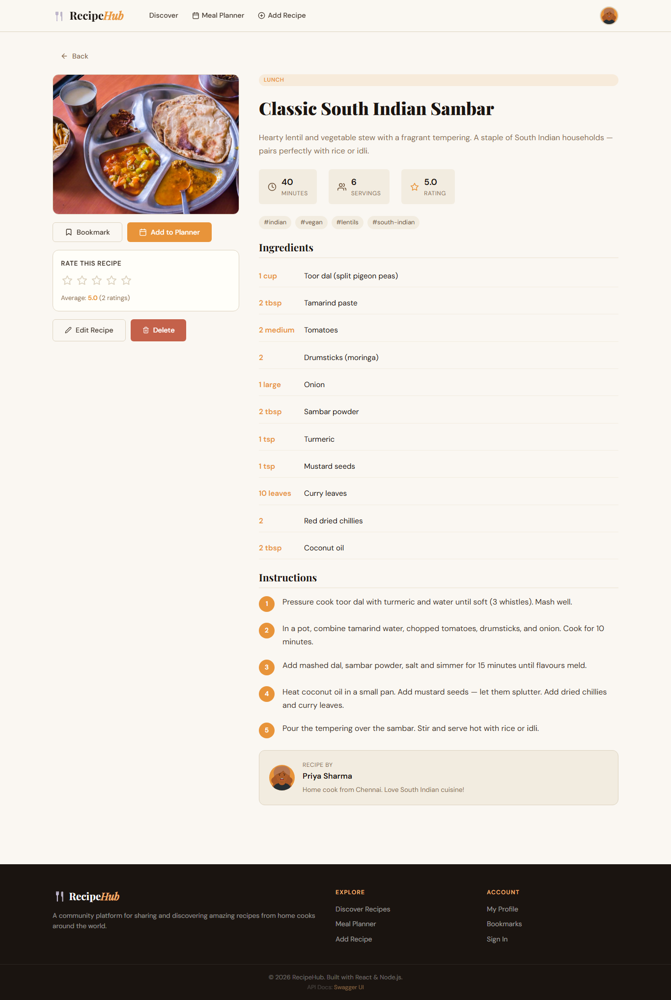 RecipeHub
Discover
Meal Planner
Add Recipe
Back
LUNCH
Classic South Indian Sambar
Hearty lentil and vegetable stew with a fragrant tempering. A staple of South Indian households —
pairs perfectly with rice or idli.
40
MINUTES
6
SERVINGS
5.0
RATING
#indian
#vegan
#lentils
#south-indian
Bookmark
Add to Planner
RATE THIS RECIPE
Average: 5.0 (2 ratings)
Edit Recipe
Delete
Ingredients
1 cup Toor dal (split pigeon peas)
2 tbsp Tamarind paste
2 medium Tomatoes
2 Drumsticks (moringa)
1 large Onion
2 tbsp Sambar powder
1 tsp Turmeric
1 tsp Mustard seeds
10 leaves Curry leaves
2 Red dried chillies
2 tbsp Coconut oil
Instructions
1 Pressure cook toor dal with turmeric and water until soft (3 whistles). Mash well.
2 In a pot, combine tamarind water, chopped tomatoes, drumsticks, and onion. Cook for 10
minutes.
3 Add mashed dal, sambar powder, salt and simmer for 15 minutes until flavours meld.
4 Heat coconut oil in a small pan. Add mustard seeds — let them splutter. Add dried chillies
and curry leaves.
5 Pour the tempering over the sambar. Stir and serve hot with rice or idli.
RECIPE BY
Priya Sharma
Home cook from Chennai. Love South Indian cuisine!
RecipeHub
A community platform for sharing and discovering amazing recipes from home cooks
around the world.
EXPLORE
Discover Recipes
Meal Planner
Add Recipe
ACCOUNT
My Profile
Bookmarks
Sign In
© 2026 RecipeHub. Built with React & Node.js.
API Docs: Swagger UI